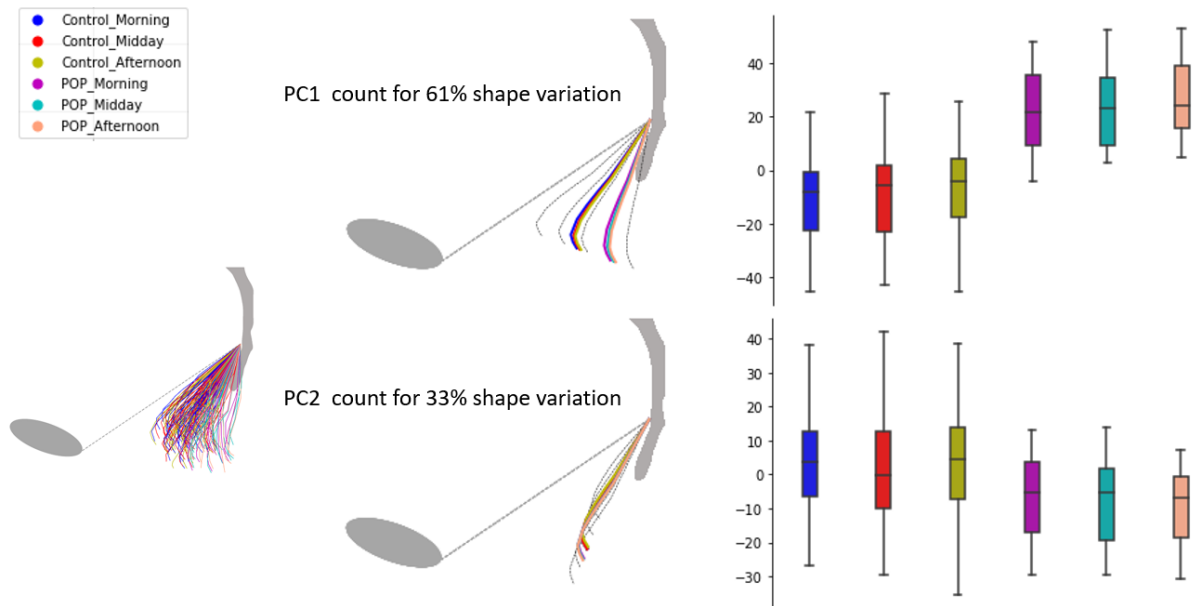 Control_Morning
Control_Midday
Control_Afternoon
POP_Morning
POP_Midday
POP_Afternoon
PC1 count for 61% shape variation
40
20
0
−20
−40
PC2 count for 33% shape variation
40
30
20
10
0
−10
−20
−30